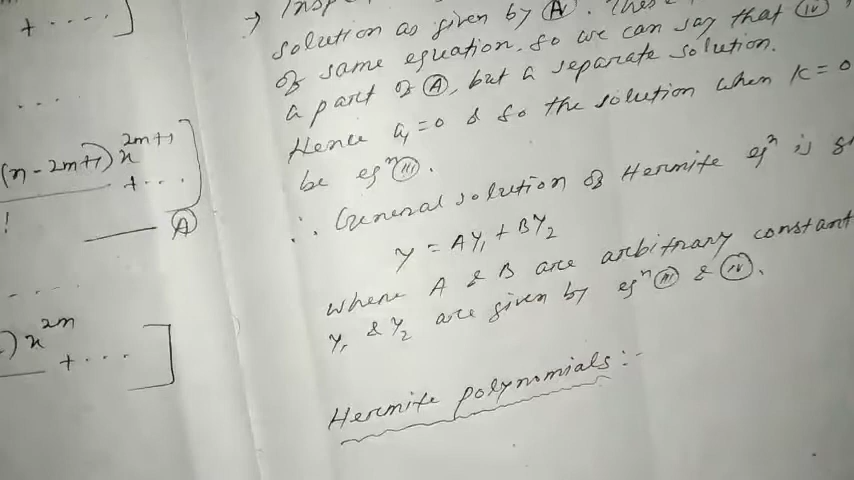 + ....]
....
(n-2m+1) x^{2m+1}
+ ...
!
Ⓐ
....
) x^{2m}
+ ...]
→
solution as given by Ⓐ.
of same equation. so we can say that Ⓘⓥ
a part of Ⓐ, but a separate solution.
Hence a₁ = 0 & so the solution when K = 0
be eqⁿ (III).
∴ General solution of Hermite eqⁿ is
y = AY₁ + BY₂
where A & B are arbitrary constant
Y₁ & Y₂ are given by eqⁿ (III) & (IV).
Hermite polynomials :-